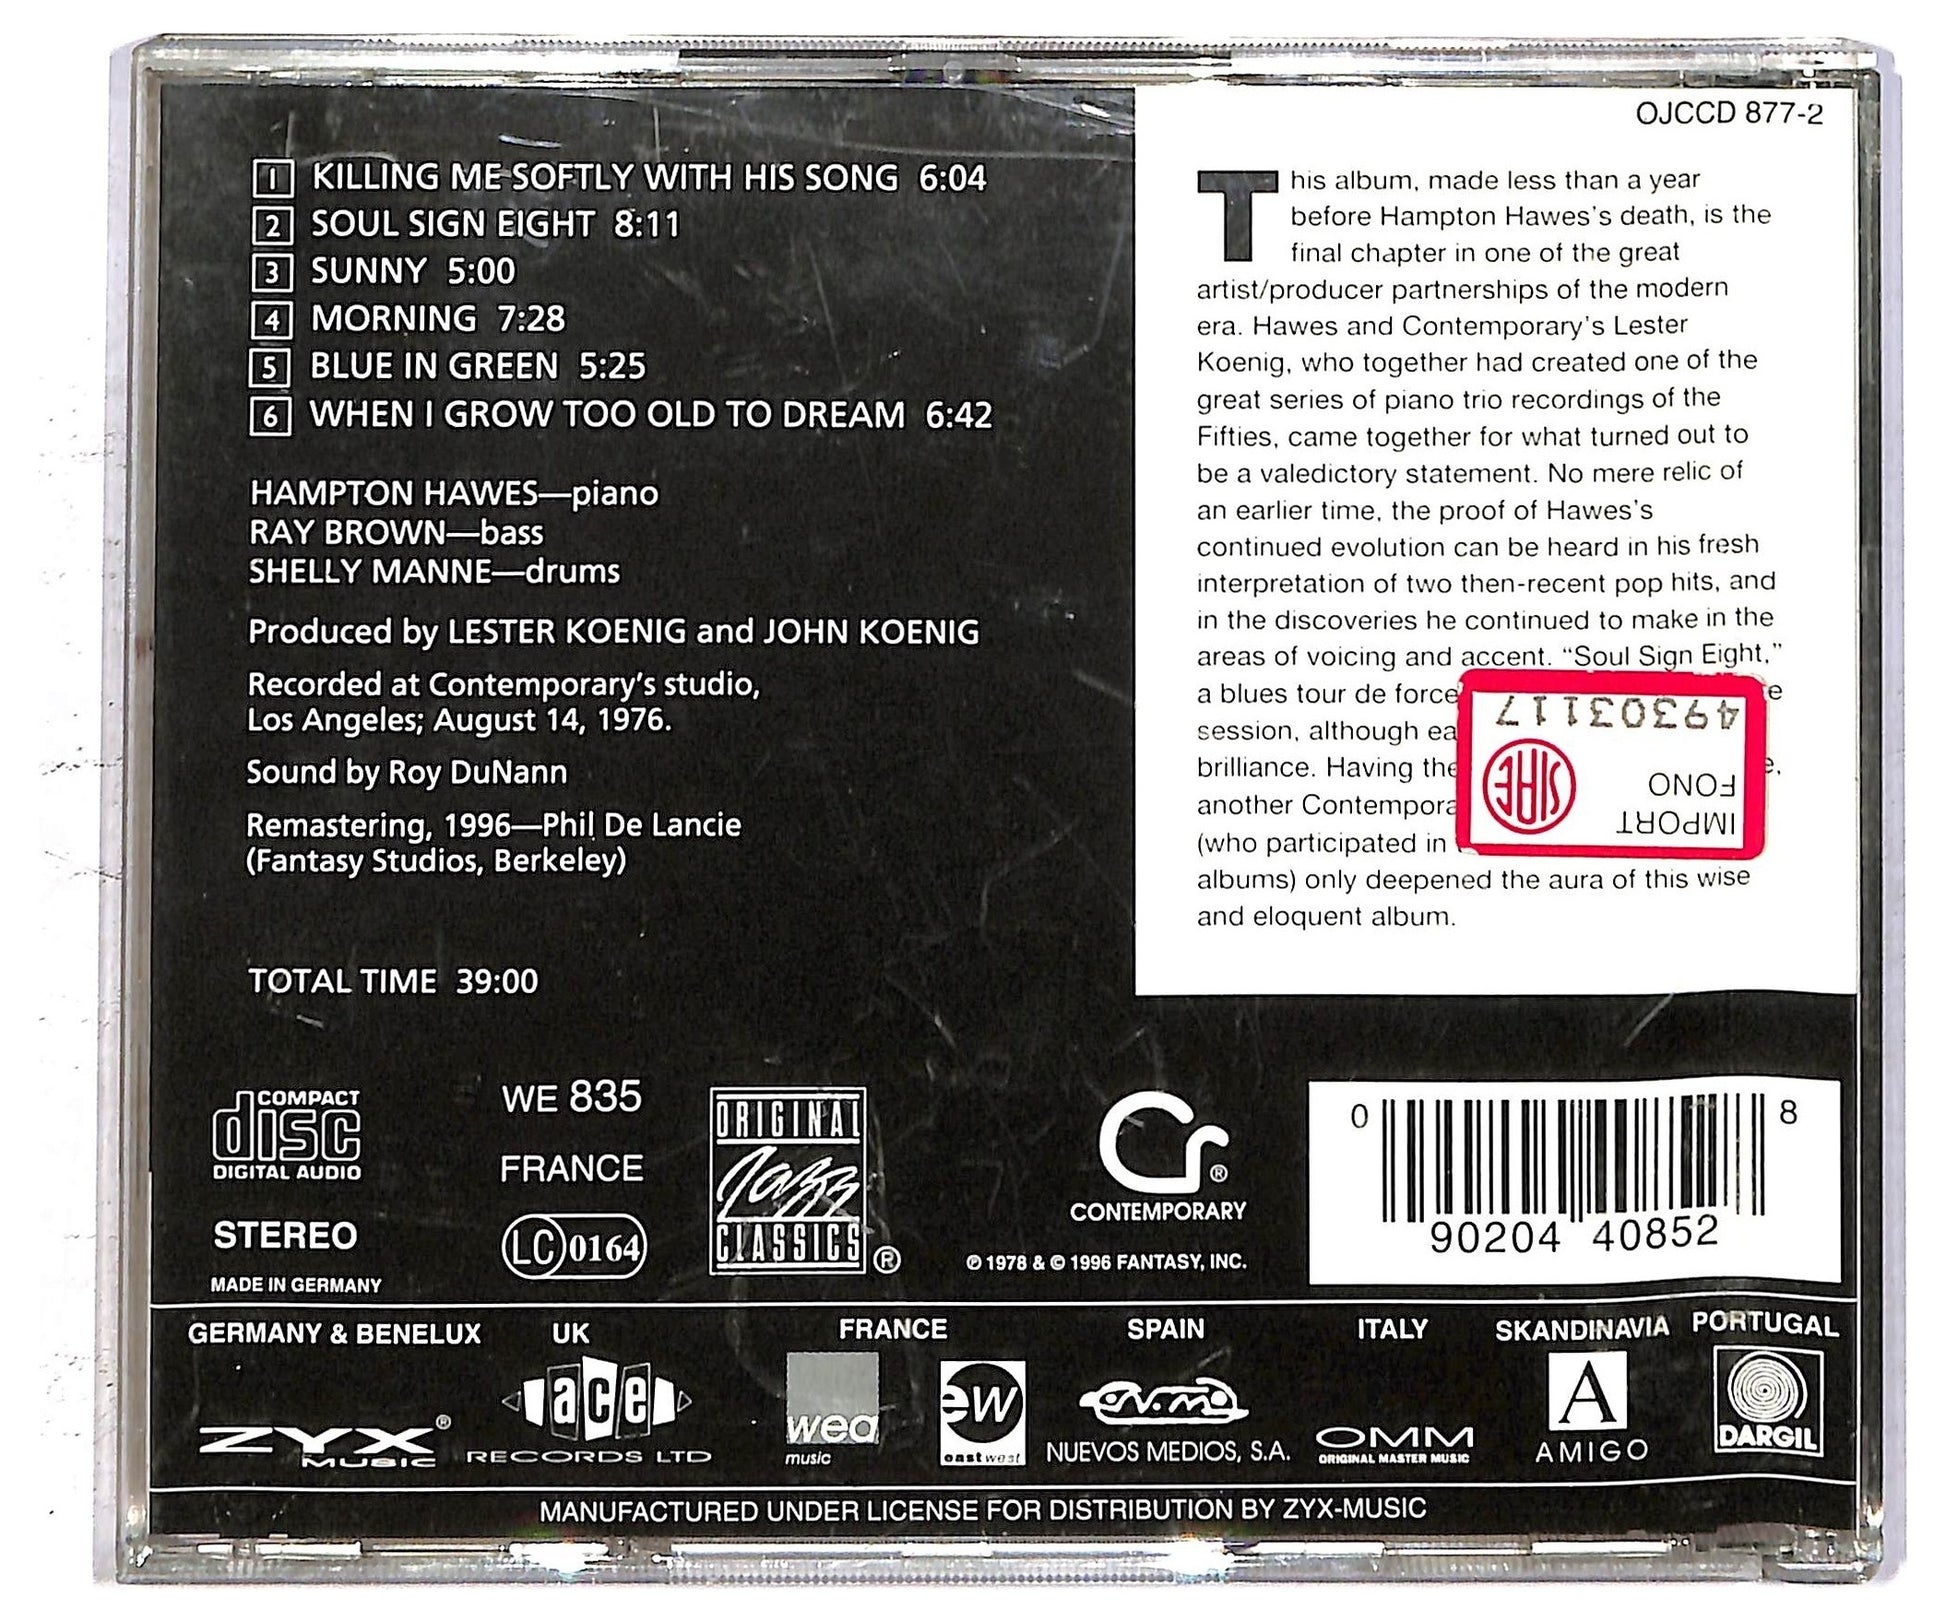 1 KILLING ME SOFTLY WITH HIS SONG 6:04
2 SOUL SIGN EIGHT 8:11
3 SUNNY 5:00
4 MORNING 7:28
5 BLUE IN GREEN 5:25
6 WHEN I GROW TOO OLD TO DREAM 6:42
HAMPTON HAWES—piano
RAY BROWN—bass
SHELLY MANNE—drums
Produced by LESTER KOENIG and JOHN KOENIG
Recorded at Contemporary's studio,
Los Angeles; August 14, 1976.
Sound by Roy DuNann
Remastering, 1996—Phil De Lancie
(Fantasy Studios, Berkeley)
TOTAL TIME 39:00
OJCCD 877-2
This album, made less than a year
before Hampton Hawes's death, is the
final chapter in one of the great
artist/producer partnerships of the modern
era. Hawes and Contemporary's Lester
Koenig, who together had created one of the
great series of piano trio recordings of the
Fifties, came together for what turned out to
be a valedictory statement. No mere relic of
an earlier time, the proof of Hawes's
continued evolution can be heard in his fresh
interpretation of two then-recent pop hits, and
in the discoveries he continued to make in the
areas of voicing and accent. “Soul Sign Eight,”
a blues tour de force
session, although
brilliance. Having
another
(who participated in
albums) only deepened the aura of this wise
and eloquent album.
IMPORT
FONO
SIAE
49303117
COMPACT
disc
DIGITAL AUDIO
STEREO
MADE IN GERMANY
WE 835
FRANCE
LC 0164
ORIGINAL
Jazz
CLASSICS ®
Cr ®
CONTEMPORARY
℗ 1978 & © 1996 FANTASY, INC.
0 90204 40852 8
GERMANY & BENELUX UK FRANCE SPAIN ITALY SKANDINAVIA PORTUGAL
ZYX ®
MUSIC
ace
RECORDS LTD
wea
music
ew
eastwest
n.m
NUEVOS MEDIOS, S.A.
OMM
ORIGINAL MASTER MUSIC
A
AMIGO
DARGIL
MANUFACTURED UNDER LICENSE FOR DISTRIBUTION BY ZYX-MUSIC